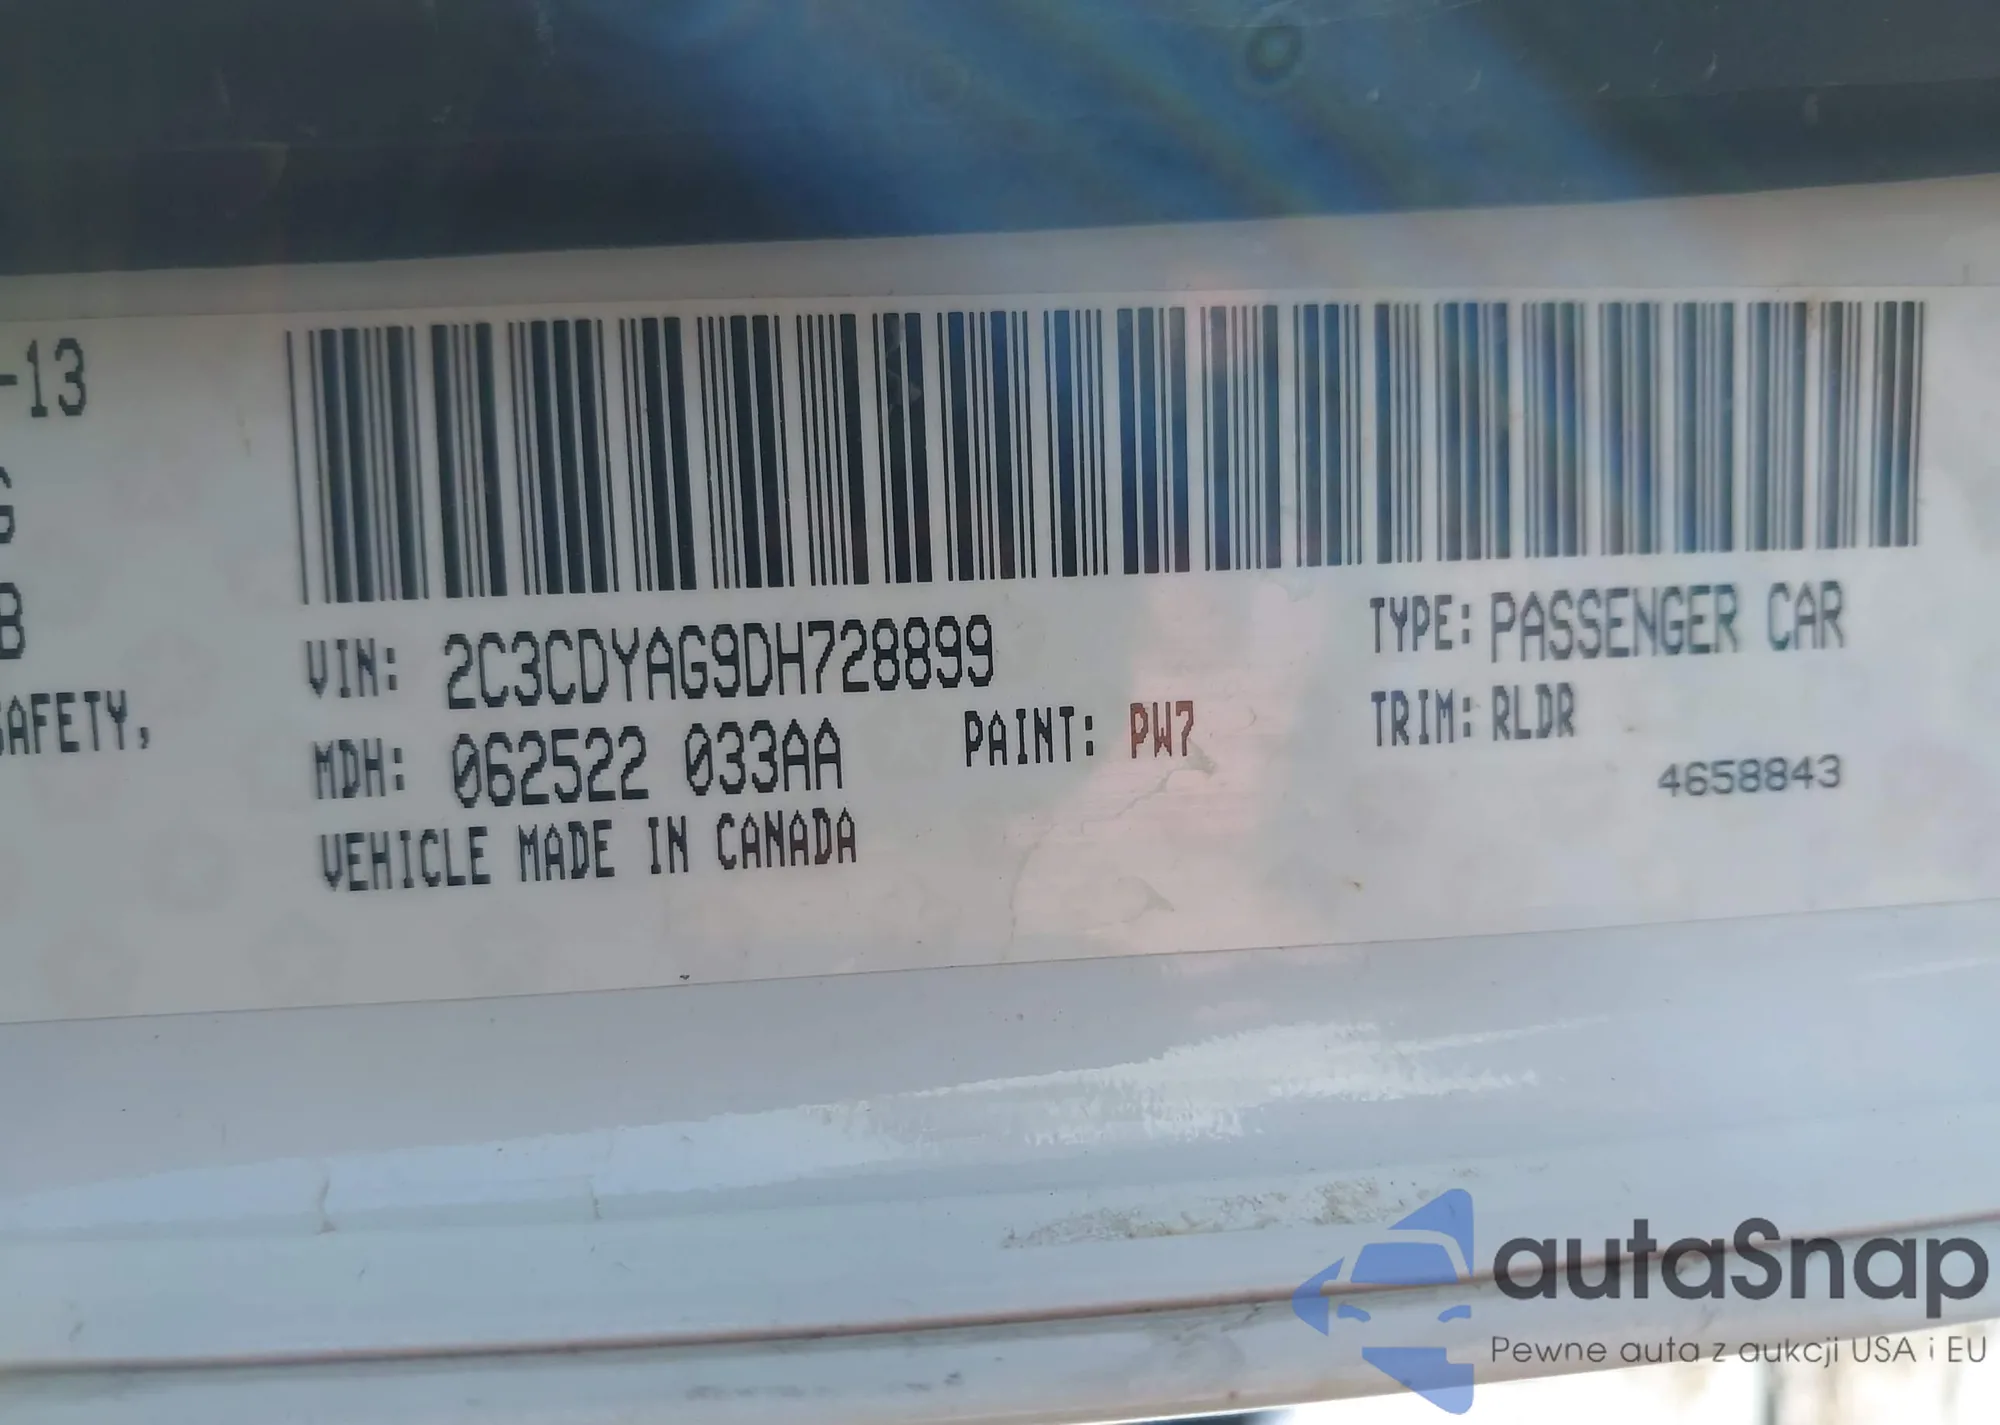 -13
G
B
SAFETY,
VIN: 2C3CDYAG9DH728899
TYPE: PASSENGER CAR
MDH: 062522 033AA
PAINT: PW7
TRIM: RLDR
4658843
VEHICLE MADE IN CANADA
autaSnap
Pewne auta z aukcji USA i EU